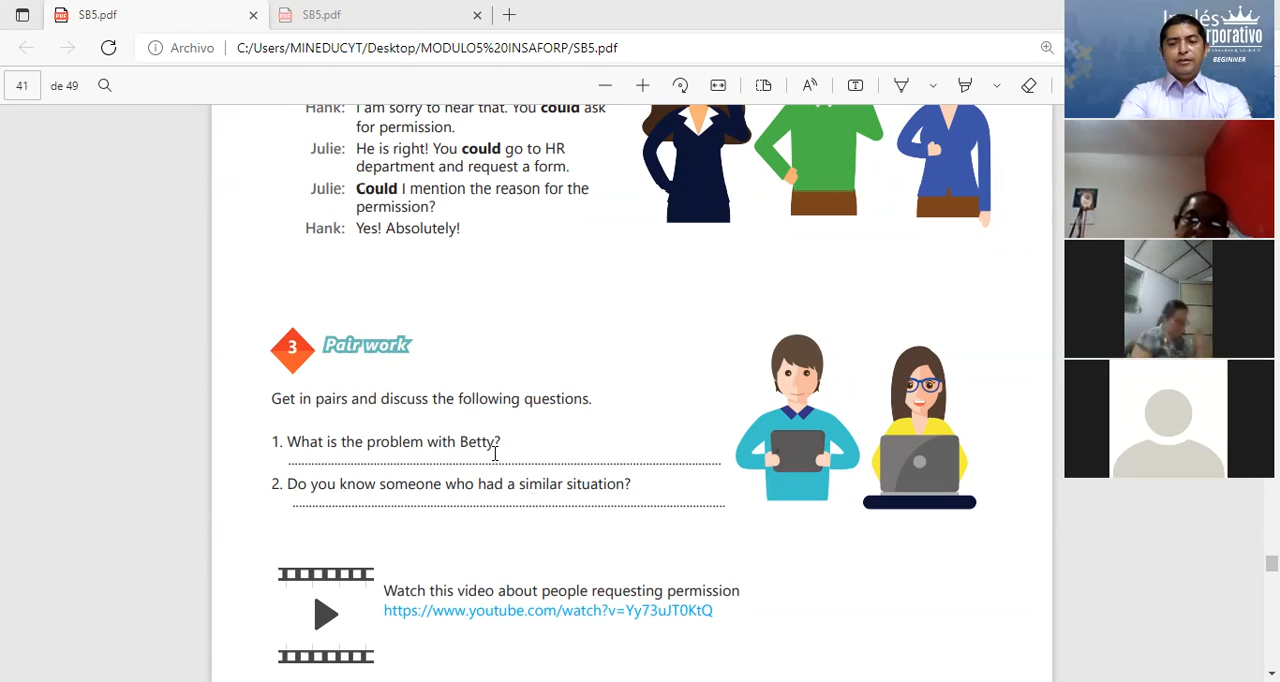 SB5.pdf
SB5.pdf
Archivo
C:/Users/MINEDUCYT/Desktop/MODULO5%20INSAFORP/SB5.pdf
41 de 49
Hank: I am sorry to hear that. You could ask
for permission.
Julie: He is right! You could go to HR
department and request a form.
Julie: Could I mention the reason for the
permission?
Hank: Yes! Absolutely!
3 Pair work
Get in pairs and discuss the following questions.
1. What is the problem with Betty?
2. Do you know someone who had a similar situation?
Watch this video about people requesting permission
https://www.youtube.com/watch?v=Yy73uJT0KtQ
BEGINNER